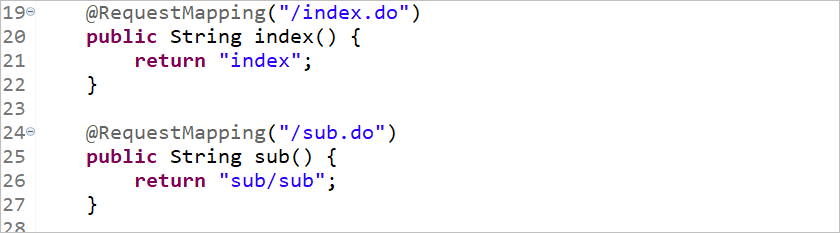 19 @RequestMapping("/index.do")
20 public String index() {
21 return "index";
22 }
23
24 @RequestMapping("/sub.do")
25 public String sub() {
26 return "sub/sub";
27 }
28